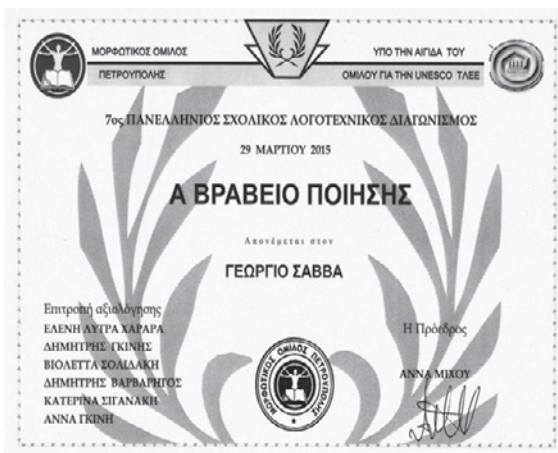 ΜΟΡΦΩΤΙΚΟΣ ΟΜΙΛΟΣ
ΠΕΤΡΟΥΠΟΛΗΣ
ΥΠΟ ΤΗΝ ΑΙΓΙΔΑ ΤΟΥ
ΟΜΙΛΟΥ ΓΙΑ ΤΗΝ UNESCO ΤΛΕΕ
7ος ΠΑΝΕΛΛΗΝΙΟΣ ΣΧΟΛΙΚΟΣ ΛΟΓΟΤΕΧΝΙΚΟΣ ΔΙΑΓΩΝΙΣΜΟΣ
29 ΜΑΡΤΙΟΥ 2015
Α ΒΡΑΒΕΙΟ ΠΟΙΗΣΗΣ
Απονέμεται στον
ΓΕΩΡΓΙΟ ΣΑΒΒΑ
Επιτροπή αξιολόγησης
ΕΛΕΝΗ ΛΥΤΡΑ ΧΑΡΑΡΑ
ΔΗΜΗΤΡΗΣ ΓΚΙΝΗΣ
ΒΙΟΛΕΤΤΑ ΣΟΛΙΔΑΚΗ
ΔΗΜΗΤΡΗΣ ΒΑΡΒΑΡΗΓΟΣ
ΚΑΤΕΡΙΝΑ ΣΙΓΑΝΑΚΗ
ΑΝΝΑ ΓΚΙΝΗ
ΜΟΡΦΩΤΙΚΟΣ ΟΜΙΛΟΣ ΠΕΤΡΟΥΠΟΛΗΣ
Η Πρόεδρος
ΑΝΝΑ ΜΙΧΟΥ